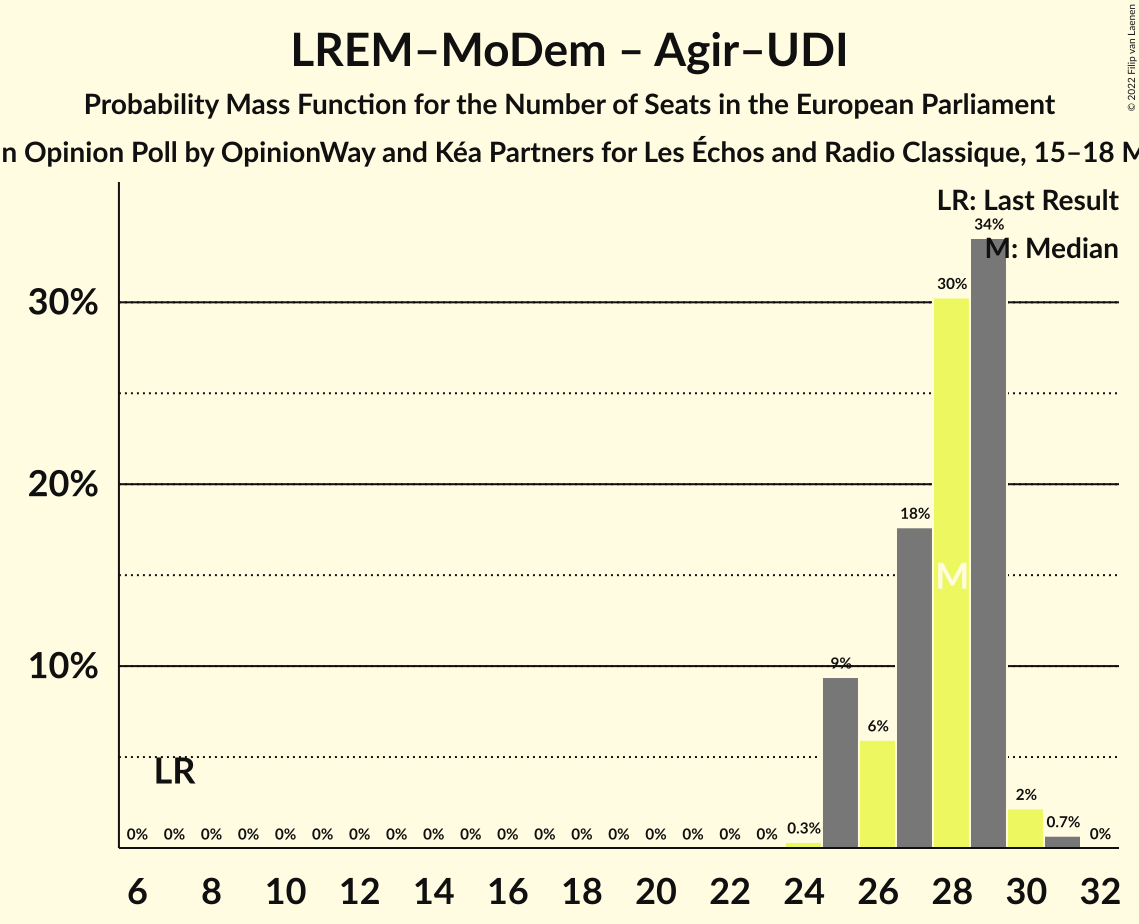 LREM–MoDem – Agir–UDI
Probability Mass Function for the Number of Seats in the European Parliament
n Opinion Poll by OpinionWay and Kéa Partners for Les Échos and Radio Classique, 15–18 M
© 2022 Filip van Laenen
LR: Last Result
M: Median
34%
30%
30%
20%
18%
M
10%
9%
6%
LR
2%
0% 0% 0% 0% 0% 0% 0% 0% 0% 0% 0% 0% 0% 0% 0% 0% 0% 0% 0.3% 0.7% 0%
6 8 10 12 14 16 18 20 22 24 26 28 30 32